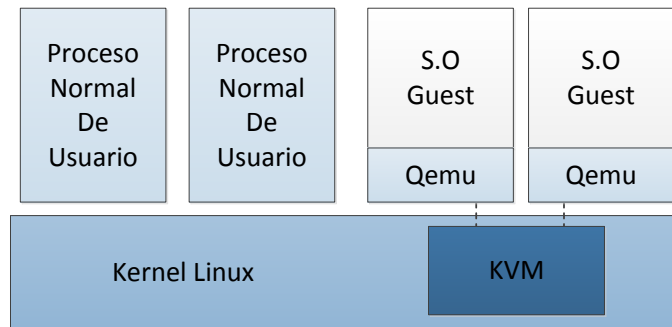 Proceso
Normal
De
Usuario
Proceso
Normal
De
Usuario
S.O
Guest
Qemu
S.O
Guest
Qemu
Kernel Linux
KVM